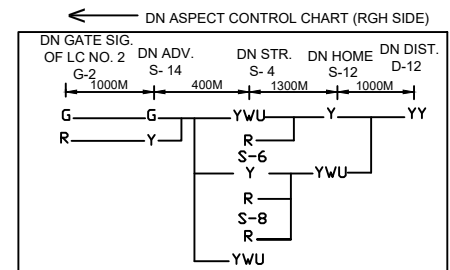 DN ASPECT CONTROL CHART (RGH SIDE)
DN GATE SIG. OF LC NO. 2 G-2
DN ADV. S- 14
DN STR. S- 4
DN HOME S-12
DN DIST. D-12
1000M 400M 1300M 1000M
G G YWU Y YY
R Y R
S-6
Y YWU
R
S-8
R
YWU